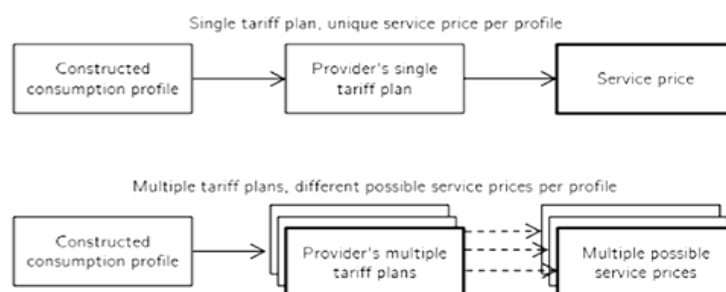 Single tariff plan, unique service price per profile
Constructed
consumption profile
Provider's single
tariff plan
Service price
Multiple tariff plans, different possible service prices per profile
Constructed
consumption profile
Provider's multiple
tariff plans
Multiple possible
service prices